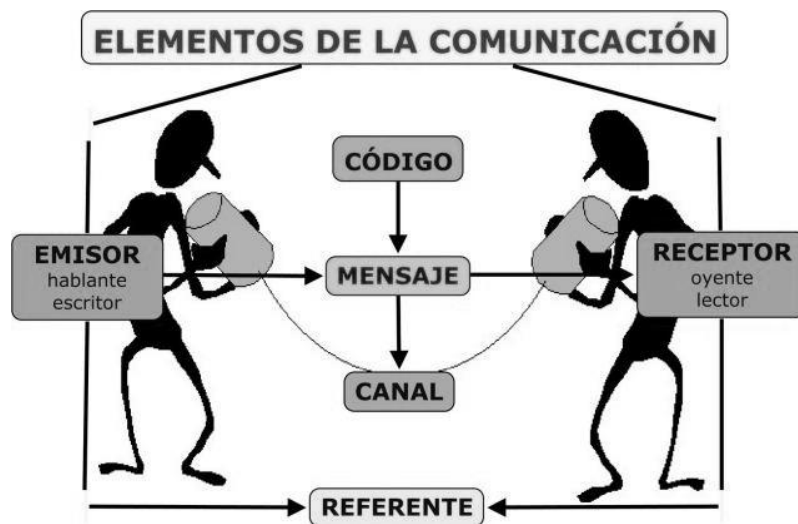 ELEMENTOS DE LA COMUNICACIÓN
CÓDIGO
EMISOR
hablante
escritor
MENSAJE
RECEPTOR
oyente
lector
CANAL
REFERENTE